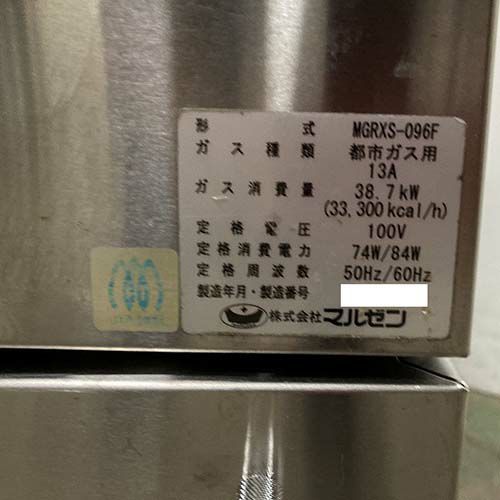 形 式 MGRXS-096F
ガス種類 都市ガス用
13A
ガス消費量 38.7kW
(33,300kcal/h)
定格電圧 100V
定格消費電力 74W/84W
定格周波数 50Hz/60Hz
製造年月・製造番号
株式会社マルゼン